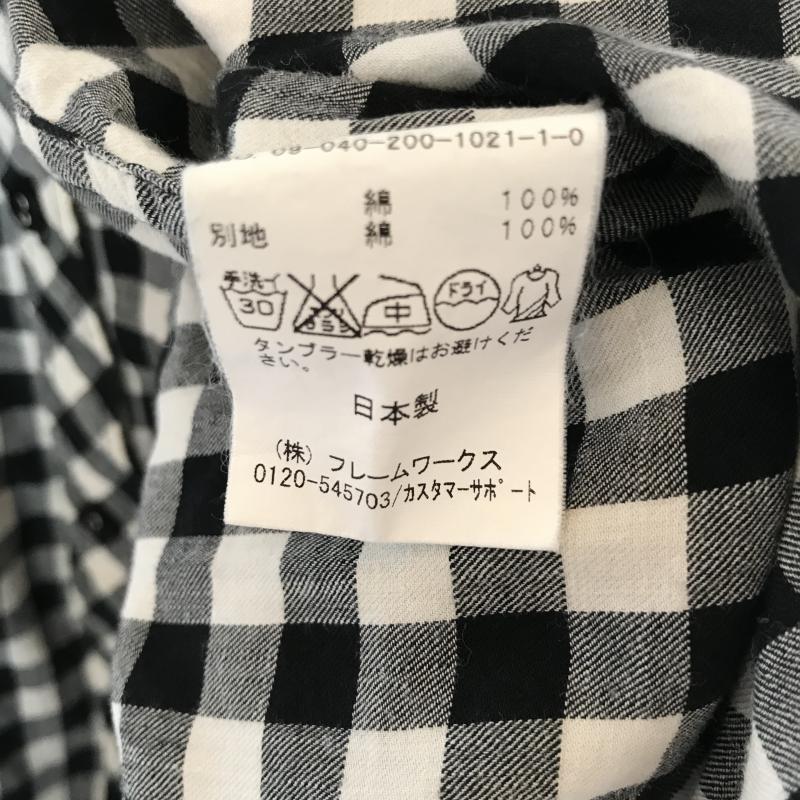 09-040-200-1021-1-0
綿 100%
別地 綿 100%
手洗イ 30 中 ドライ
タンブラー乾燥はお避けくだ
さい。
日本製
(株) フレームワークス
0120-545703/カスタマーサポート